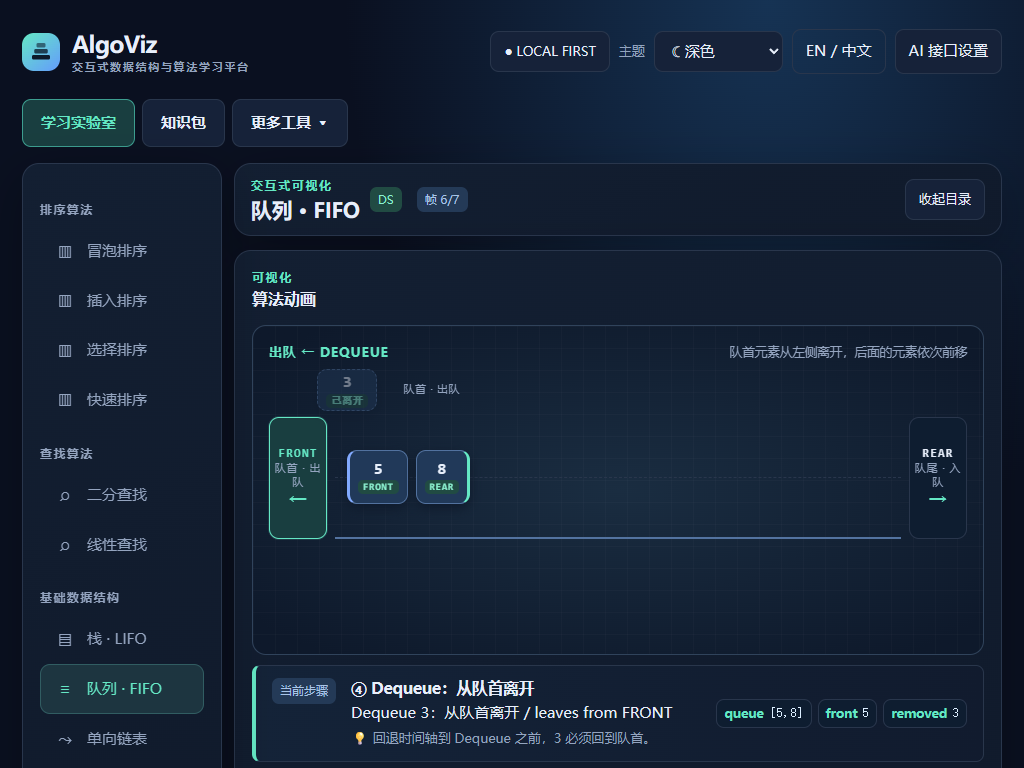 AlgoViz
交互式数据结构与算法学习平台
● LOCAL FIRST
主题
☾ 深色
EN / 中文
AI 接口设置
学习实验室
知识包
更多工具 ▾
排序算法
▥ 冒泡排序
▥ 插入排序
▥ 选择排序
▥ 快速排序
查找算法
⌕ 二分查找
⌕ 线性查找
基础数据结构
▤ 栈 · LIFO
≡ 队列 · FIFO
⤳ 单向链表
交互式可视化
队列 • FIFO
DS
帧 6/7
收起目录
可视化
算法动画
出队 ← DEQUEUE
队首元素从左侧离开，后面的元素依次前移
3
已离开
队首 · 出队
FRONT
队首 · 出
队
←
5
FRONT
8
REAR
REAR
队尾 · 入
队
→
当前步骤
④ Dequeue：从队首离开
Dequeue 3：从队首离开 / leaves from FRONT
💡 回退时间轴到 Dequeue 之前，3 必须回到队首。
queue [5,8]
front 5
removed 3